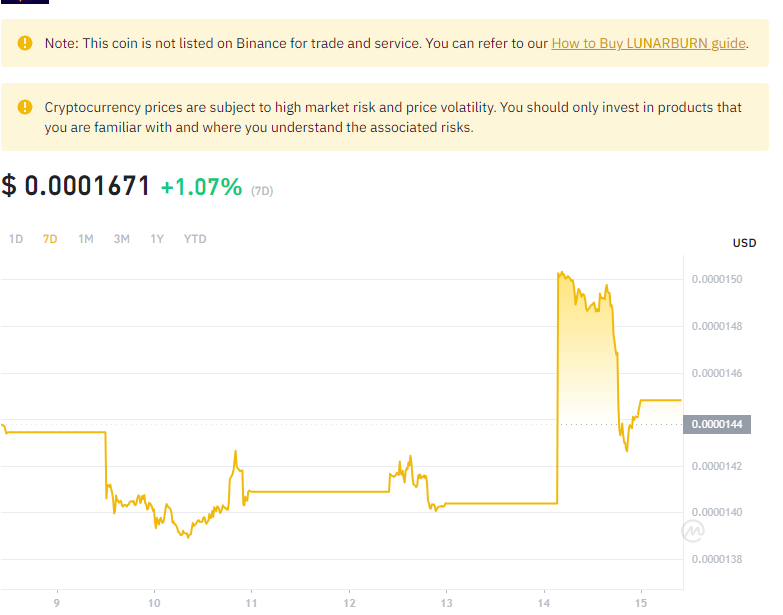 Note: This coin is not listed on Binance for trade and service. You can refer to our How to Buy LUNARBURN guide.
Cryptocurrency prices are subject to high market risk and price volatility. You should only invest in products that
you are familiar with and where you understand the associated risks.
$ 0.0001671 +1.07% (7D)
1D 7D 1M 3M 1Y YTD
USD
0.0000150
0.0000148
0.0000146
0.0000144
0.0000142
0.0000140
0.0000138
9 10 11 12 13 14 15